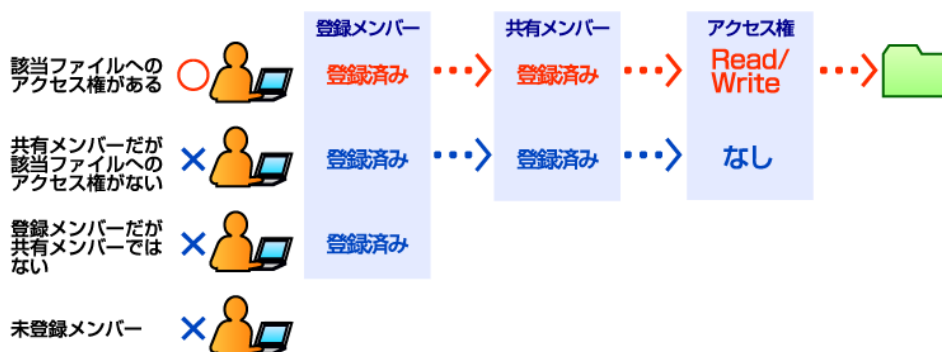 登録メンバー
共有メンバー
アクセス権
該当ファイルへの
アクセス権がある
登録済み
登録済み
Read/
Write
共有メンバーだが
該当ファイルへの
アクセス権がない
登録済み
登録済み
なし
登録メンバーだが
共有メンバーでは
ない
登録済み
未登録メンバー